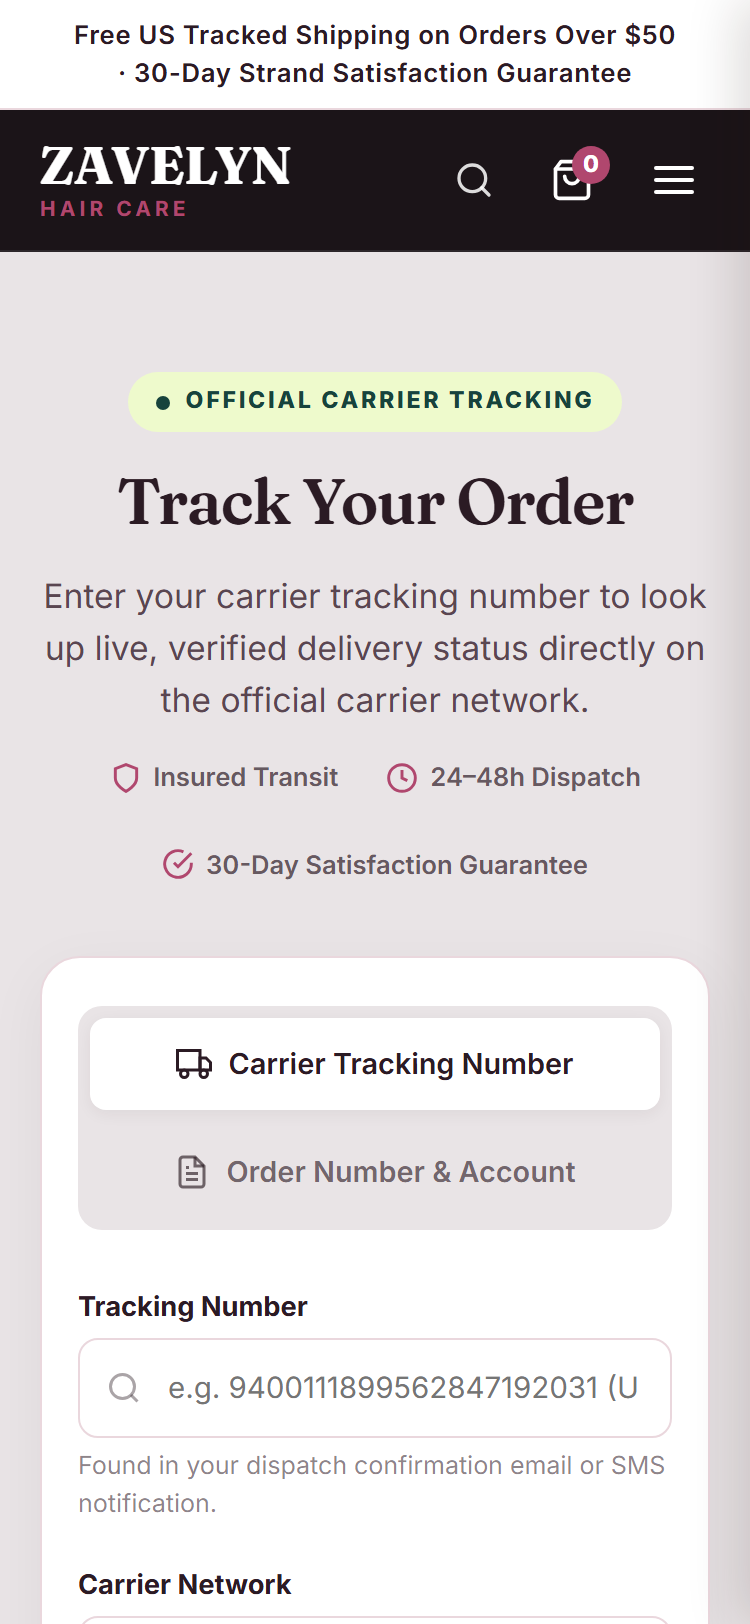 Free US Tracked Shipping on Orders Over $50
· 30-Day Strand Satisfaction Guarantee
ZAVELYN
HAIR CARE
0
OFFICIAL CARRIER TRACKING
Track Your Order
Enter your carrier tracking number to look
up live, verified delivery status directly on
the official carrier network.
Insured Transit
24–48h Dispatch
30-Day Satisfaction Guarantee
Carrier Tracking Number
Order Number & Account
Tracking Number
e.g. 9400111899562847192031 (U
Found in your dispatch confirmation email or SMS
notification.
Carrier Network